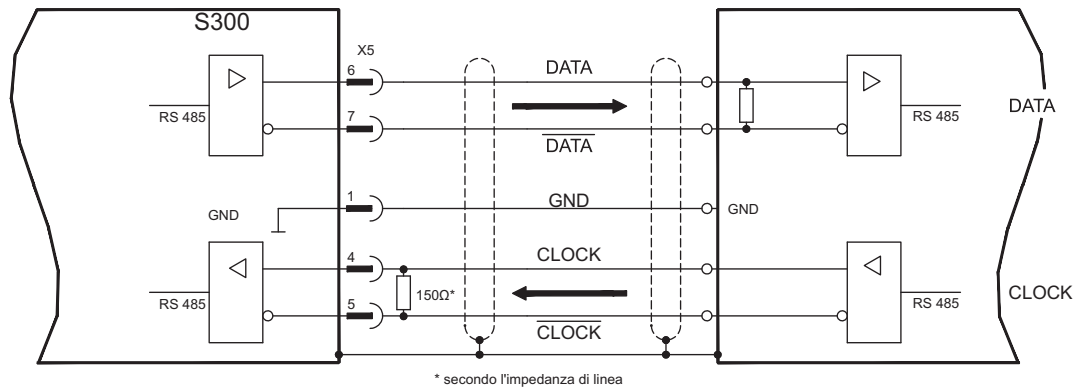 S300
X5
6
DATA
RS 485
RS 485
DATA
7
DATA
1
GND
GND
GND
4
CLOCK
RS 485
150Ω*
RS 485
CLOCK
5
CLOCK
* secondo l'impedanza di linea